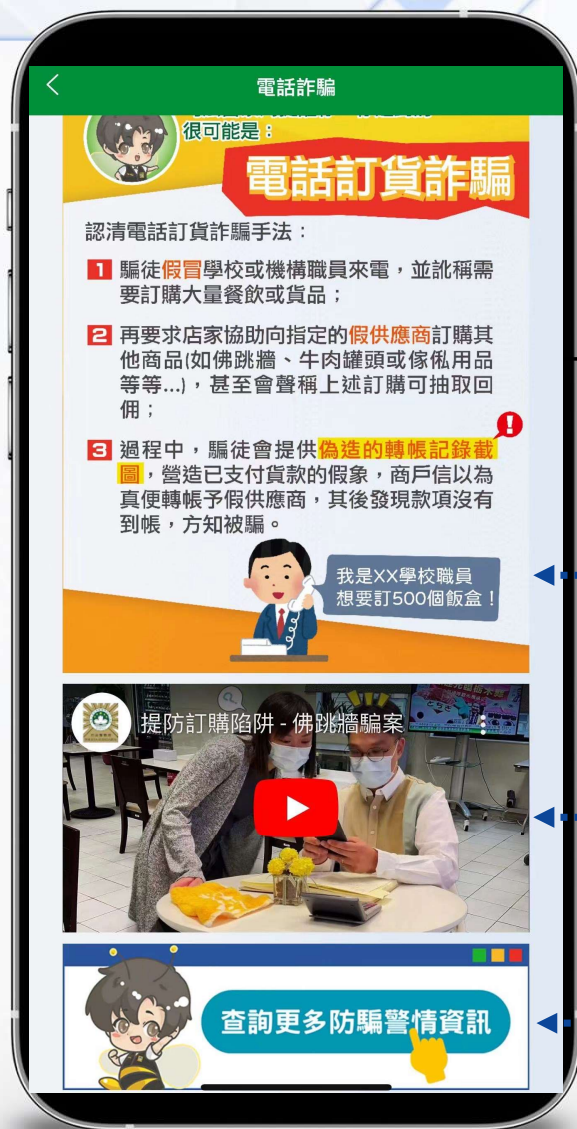 電話詐騙
很可能是：
電話訂貨詐騙
認清電話訂貨詐騙手法：
1 騙徒假冒學校或機構職員來電，並訛稱需
要訂購大量餐飲或貨品；
2 再要求店家協助向指定的假供應商訂購其
他商品(如佛跳牆、牛肉罐頭或傢俬用品
等等...)，甚至會聲稱上述訂購可抽取回
佣；
3 過程中，騙徒會提供偽造的轉帳記錄截
圖，營造已支付貨款的假象，商戶信以為
真便轉帳予假供應商，其後發現款項沒有
到帳，方知被騙。
我是XX學校職員
想要訂500個飯盒！
提防訂購陷阱 - 佛跳牆騙案
查詢更多防騙警情資訊